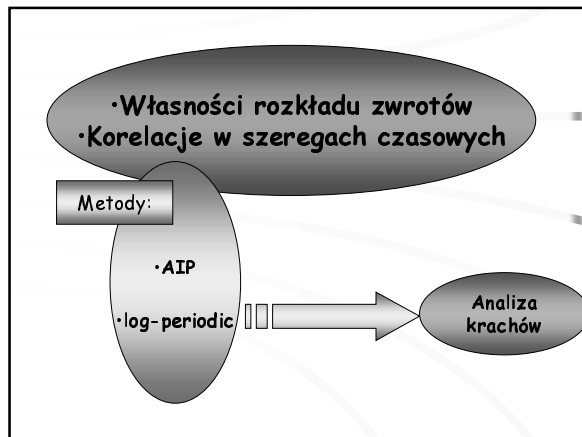 •Własności rozkładu zwrotów
•Korelacje w szeregach czasowych
Metody:
•AIP
•log-periodic
Analiza
krachów